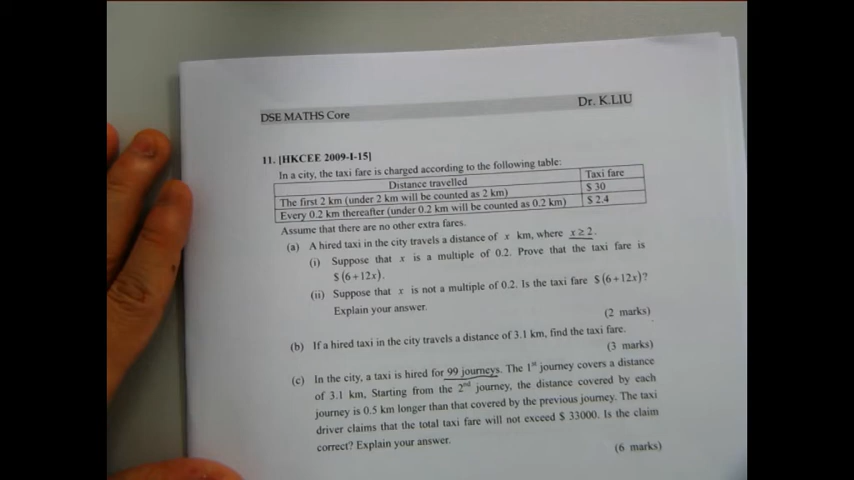 DSE MATHS Core
Dr. K.LIU
11. [HKCEE 2009-I-15]
In a city, the taxi fare is charged according to the following table:
Distance travelled Taxi fare
The first 2 km (under 2 km will be counted as 2 km) $ 30
Every 0.2 km thereafter (under 0.2 km will be counted as 0.2 km) $ 2.4
Assume that there are no other extra fares.
(a) A hired taxi in the city travels a distance of x km, where x ≥ 2.
(i) Suppose that x is a multiple of 0.2. Prove that the taxi fare is
$ (6+12x).
(ii) Suppose that x is not a multiple of 0.2. Is the taxi fare $ (6+12x)?
Explain your answer.
(2 marks)
(b) If a hired taxi in the city travels a distance of 3.1 km, find the taxi fare.
(3 marks)
(c) In the city, a taxi is hired for 99 journeys. The 1st journey covers a distance
of 3.1 km, Starting from the 2nd journey, the distance covered by each
journey is 0.5 km longer than that covered by the previous journey. The taxi
driver claims that the total taxi fare will not exceed $ 33000. Is the claim
correct? Explain your answer.
(6 marks)